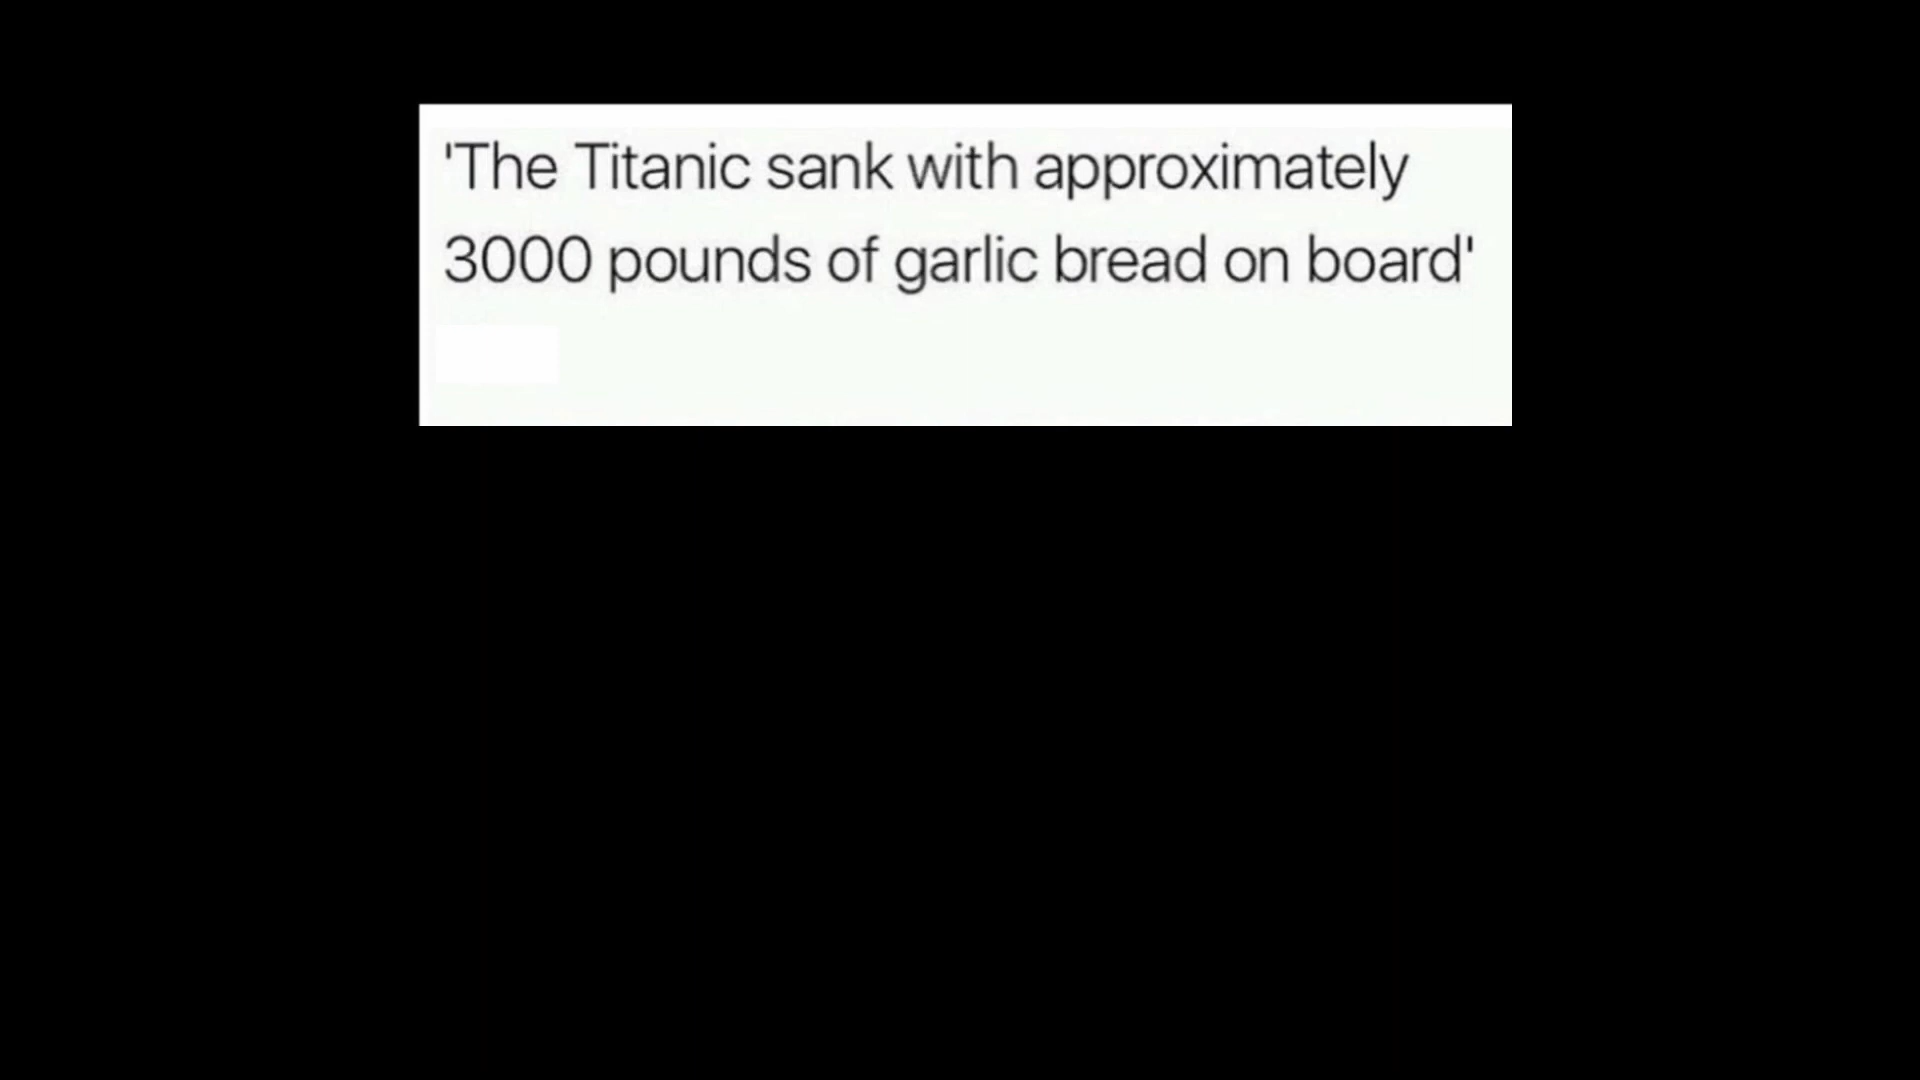 'The Titanic sank with approximately
3000 pounds of garlic bread on board'